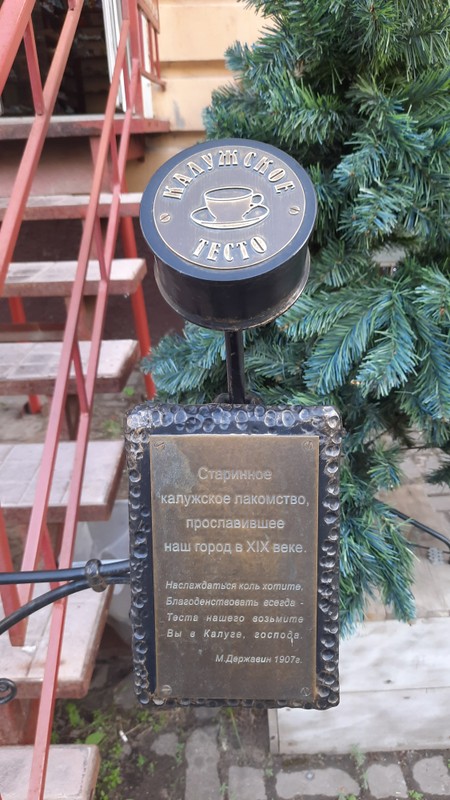 КАЛУЖСКОЕ
ТЕСТО
Старинное
калужское лакомство,
прославившее
наш город в XIX веке.
Наслаждаться коль хотите.
Благоденствовать всегда -
Теста нашего возьмите
Вы в Калуге, господа.
М.Державин 1907г.